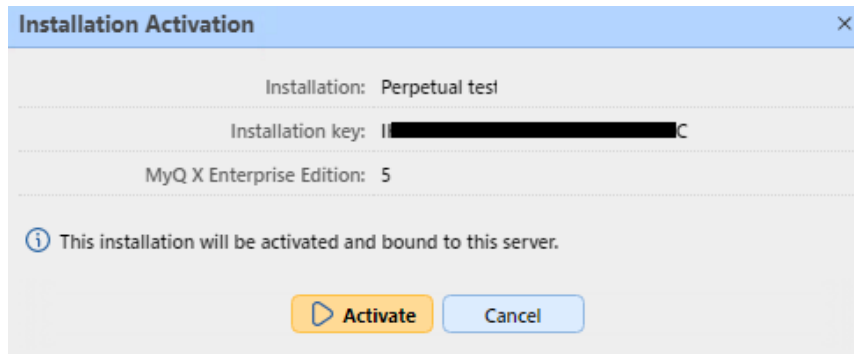 Installation Activation
Installation: Perpetual test
Installation key:
MyQ X Enterprise Edition: 5
This installation will be activated and bound to this server.
Activate Cancel